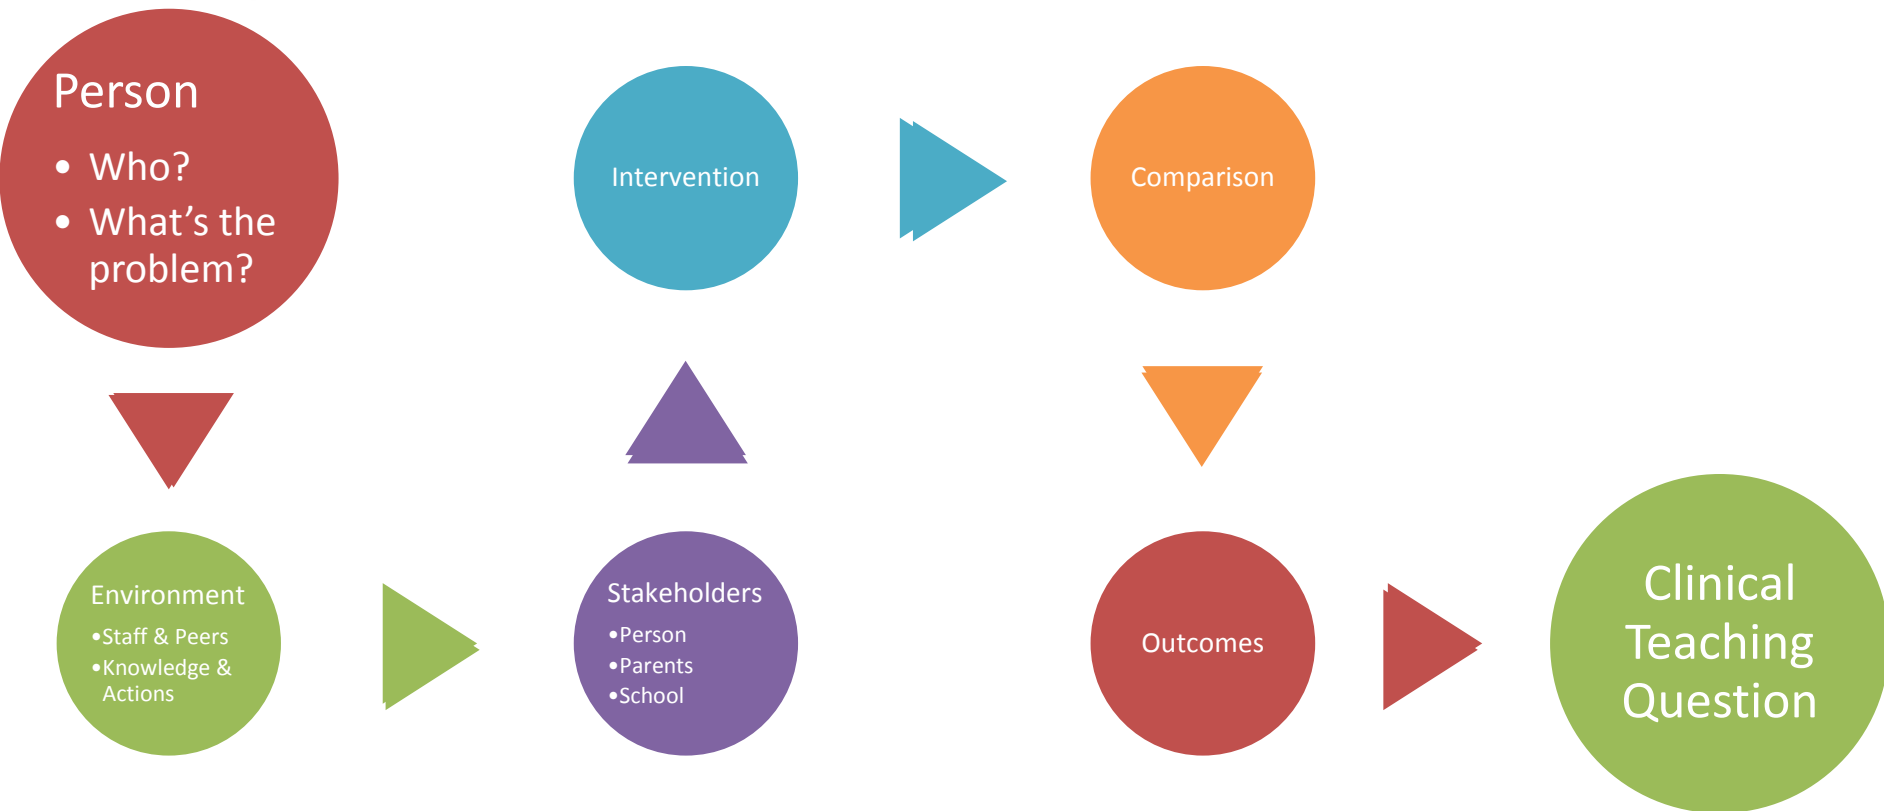 Person
• Who?
• What’s the
problem?
Environment
•Staff & Peers
•Knowledge &
Actions
Stakeholders
•Person
•Parents
•School
Intervention
Comparison
Outcomes
Clinical
Teaching
Question